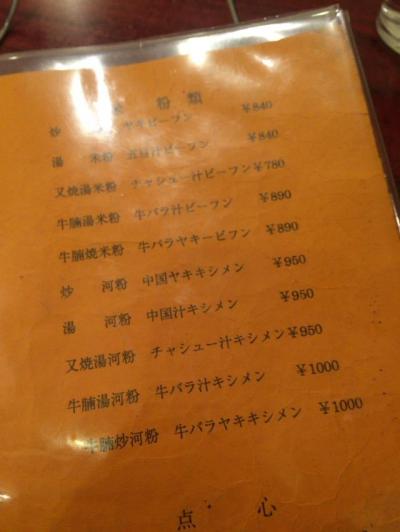 粉類
炒 ヤキビーフン ¥840
湯 米粉 五目汁ビーフン ¥840
叉焼湯米粉 チャシュー汁ビーフン ¥780
牛腩湯米粉 牛バラ汁ビーフン ¥890
牛腩焼米粉 牛バラヤキービフン ¥890
炒 河粉 中国ヤキキシメン ¥950
湯 河粉 中国汁キシメン ¥950
叉焼湯河粉 チャシュー汁キシメン ¥950
牛腩湯河粉 牛バラ汁キシメン ¥1000
牛腩炒河粉 牛バラヤキキシメン ¥1000
点 心